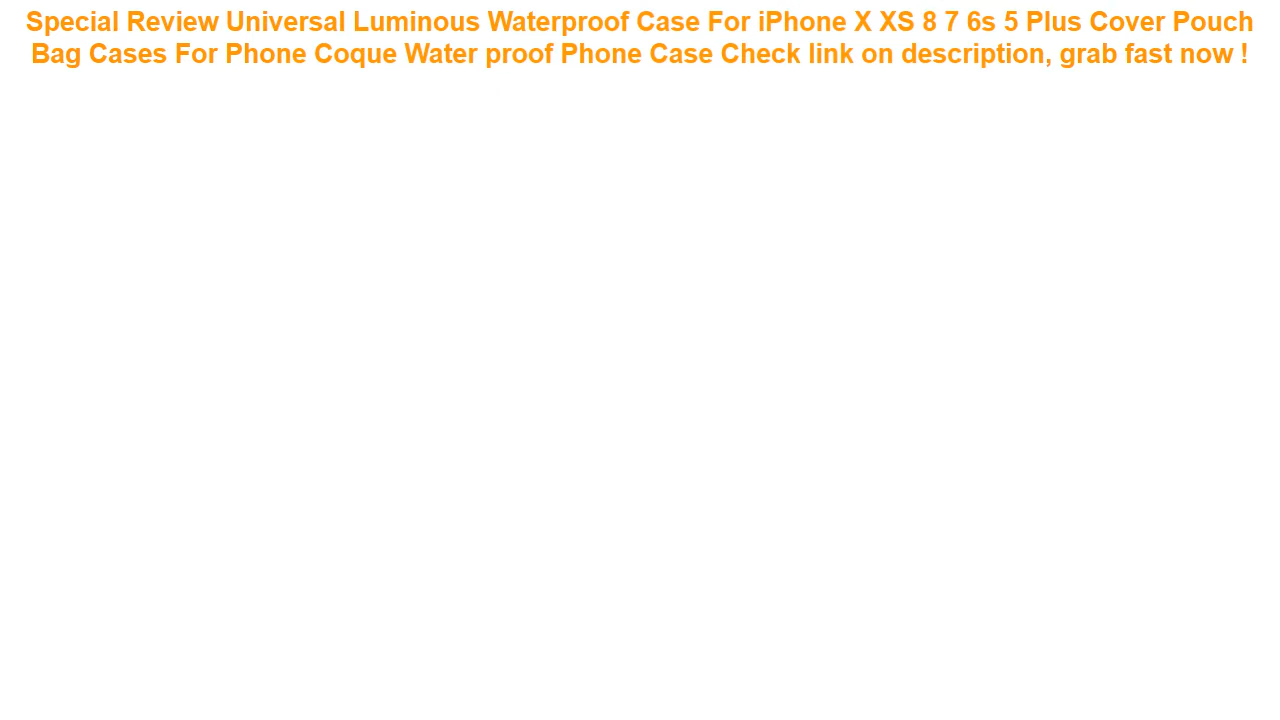 Special Review Universal Luminous Waterproof Case For iPhone X XS 8 7 6s 5 Plus Cover Pouch
Bag Cases For Phone Coque Water proof Phone Case Check link on description, grab fast now !